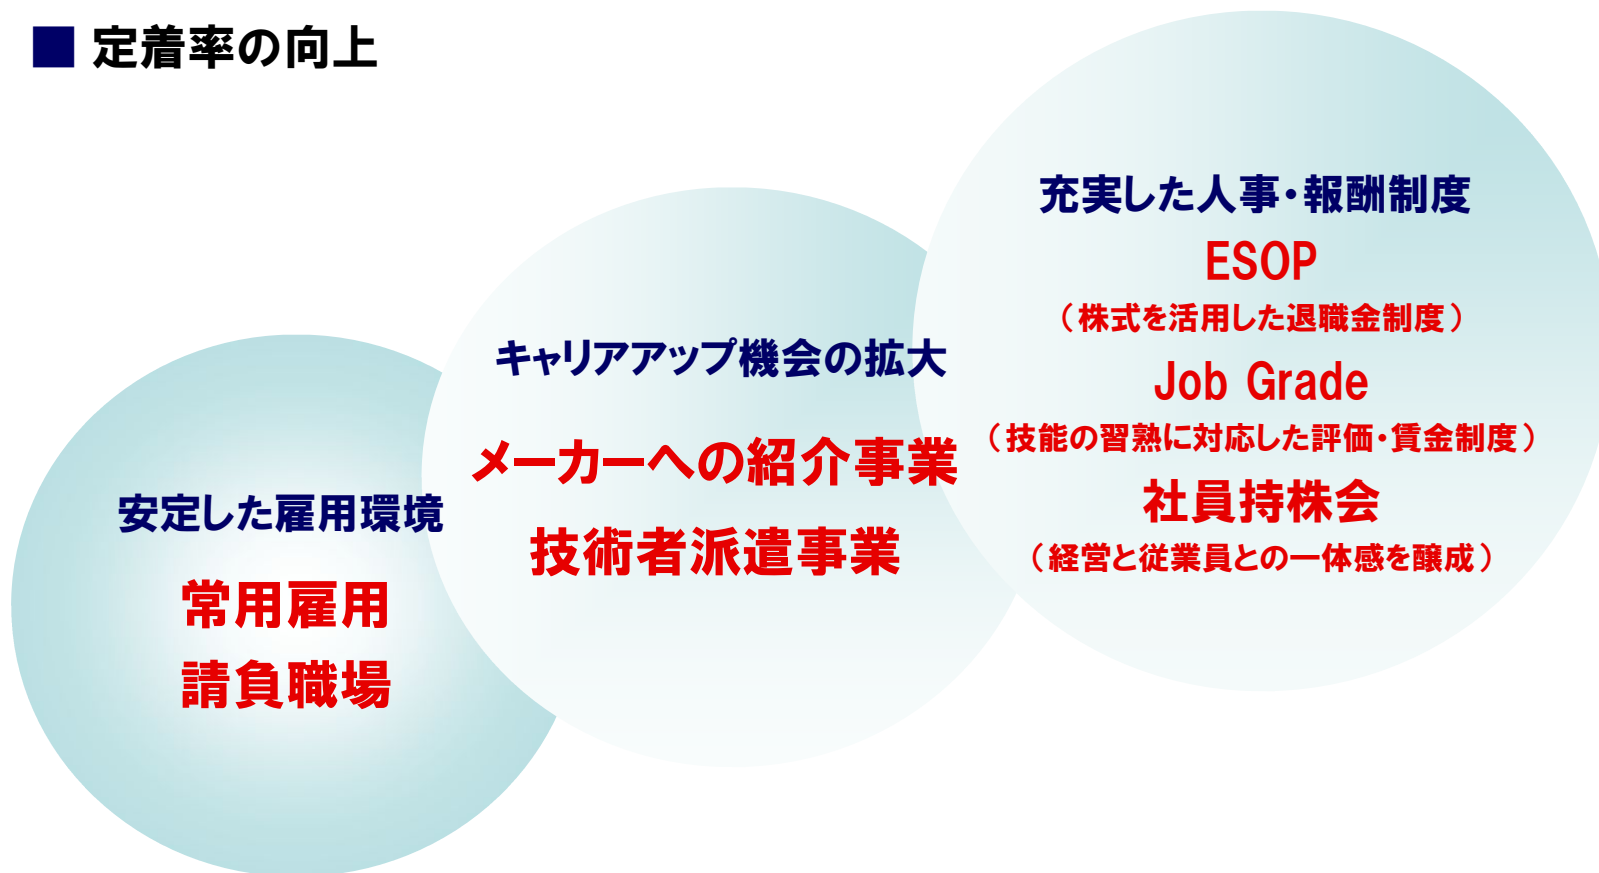 ■ 定着率の向上
安定した雇用環境
常用雇用
請負職場
キャリアアップ機会の拡大
メーカーへの紹介事業
技術者派遣事業
充実した人事・報酬制度
ESOP
（株式を活用した退職金制度）
Job Grade
（技能の習熟に対応した評価・賃金制度）
社員持株会
（経営と従業員との一体感を醸成）